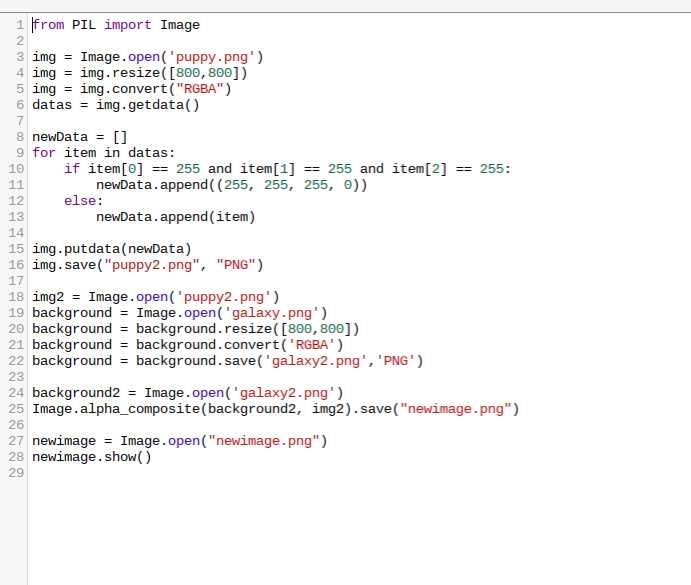 1 from PIL import Image
2
3 img = Image.open('puppy.png')
4 img = img.resize([800,800])
5 img = img.convert("RGBA")
6 datas = img.getdata()
7
8 newData = []
9 for item in datas:
10     if item[0] == 255 and item[1] == 255 and item[2] == 255:
11         newData.append((255, 255, 255, 0))
12     else:
13         newData.append(item)
14
15 img.putdata(newData)
16 img.save("puppy2.png", "PNG")
17
18 img2 = Image.open('puppy2.png')
19 background = Image.open('galaxy.png')
20 background = background.resize([800,800])
21 background = background.convert('RGBA')
22 background = background.save('galaxy2.png','PNG')
23
24 background2 = Image.open('galaxy2.png')
25 Image.alpha_composite(background2, img2).save("newimage.png")
26
27 newimage = Image.open("newimage.png")
28 newimage.show()
29